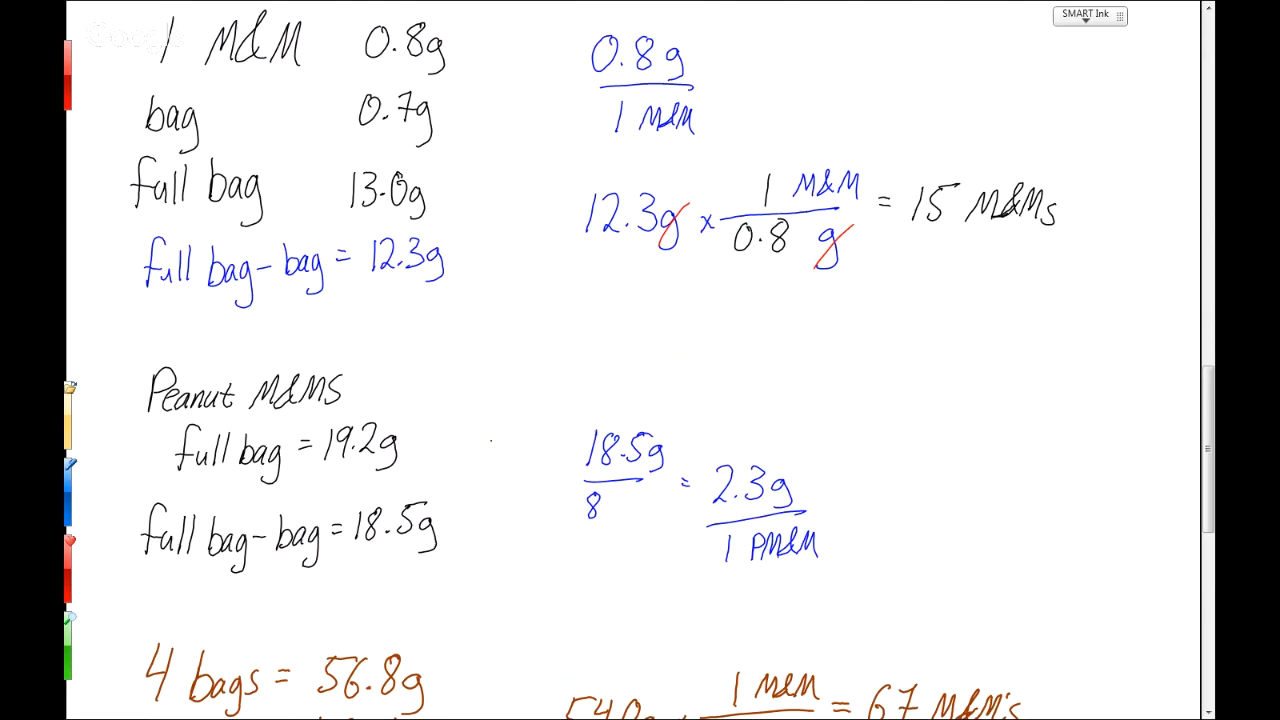 SMART Ink
Google
1 M&M 0.8g
bag 0.7g
full bag 13.0g
full bag - bag = 12.3g
0.8g
1 M&M
12.3g x 1 M&M = 15 M&Ms
0.8 g
Peanut M&MS
full bag = 19.2g
full bag - bag = 18.5g
18.5g = 2.3g
8 1 PM&M
4 bags = 56.8g
1 M&M = 67 M&M's